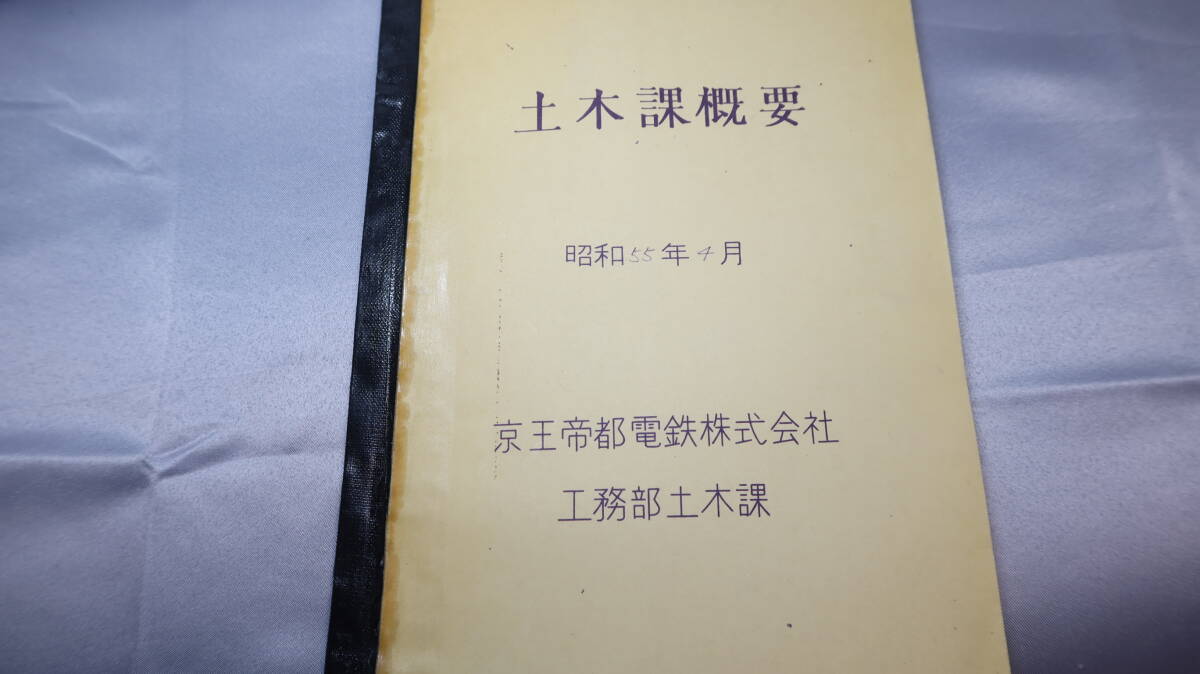 土木課概要
昭和55年4月
京王帝都電鉄株式会社
工務部土木課